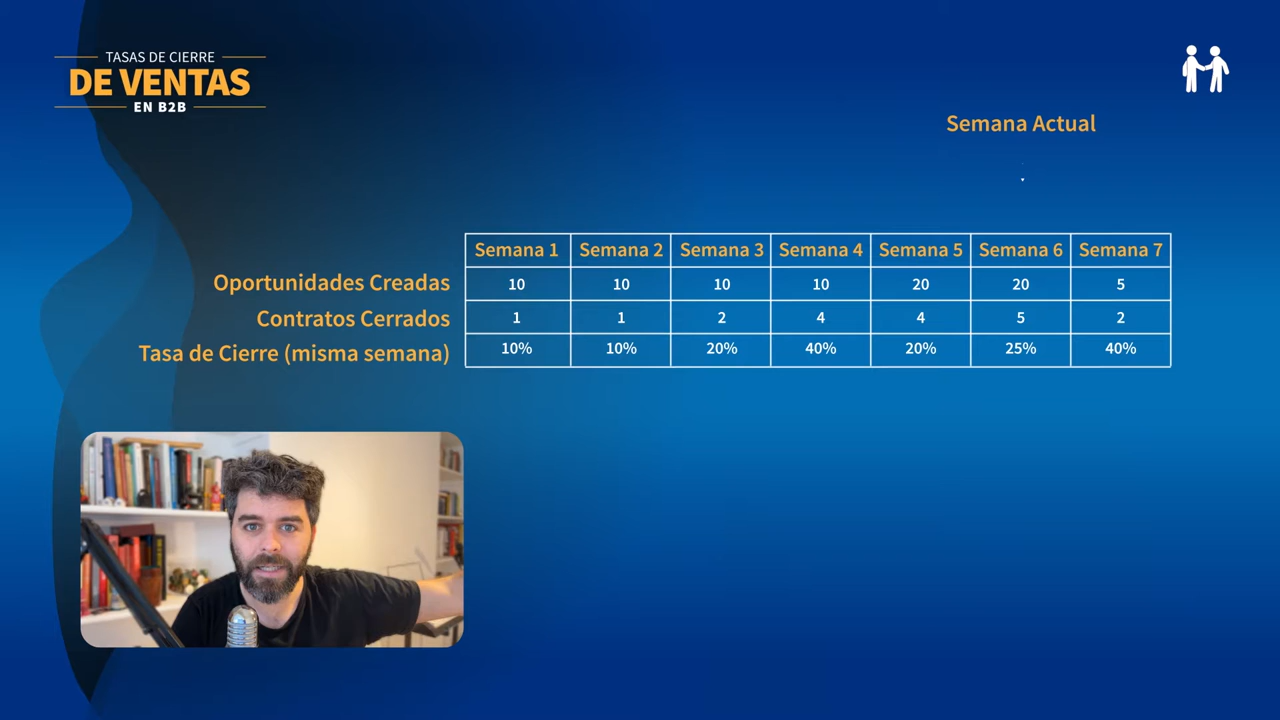 TASAS DE CIERRE
DE VENTAS
EN B2B
Semana Actual
Semana 1 Semana 2 Semana 3 Semana 4 Semana 5 Semana 6 Semana 7
Oportunidades Creadas 10 10 10 10 20 20 5
Contratos Cerrados 1 1 2 4 4 5 2
Tasa de Cierre (misma semana) 10% 10% 20% 40% 20% 25% 40%